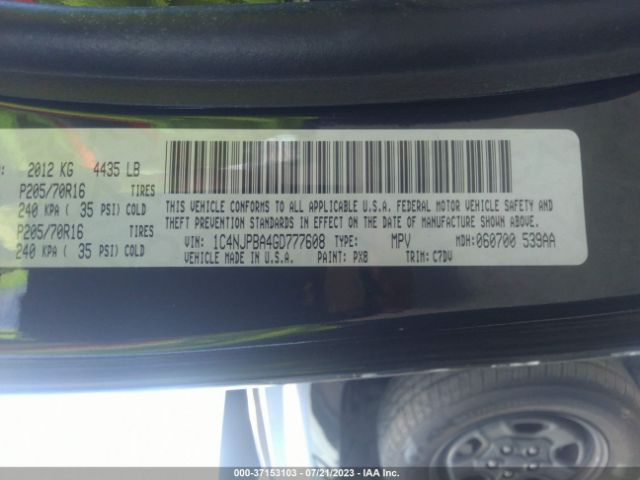 2012 KG 4435 LB
P205/70R16 TIRES
240 KPA ( 35 PSI) COLD
P205/70R16 TIRES
240 KPA ( 35 PSI) COLD
THIS VEHICLE CONFORMS TO ALL APPLICABLE U.S.A. FEDERAL MOTOR VEHICLE SAFETY AND
THEFT PREVENTION STANDARDS IN EFFECT ON THE DATE OF MANUFACTURE SHOWN ABOVE.
VIN: 1C4NJPBA4GD777608 TYPE: MPV MDH: 060700 539AA
VEHICLE MADE IN U.S.A. PAINT: PX8 TRIM: C7DV
000-37153103 - 07/21/2023 - IAA Inc.